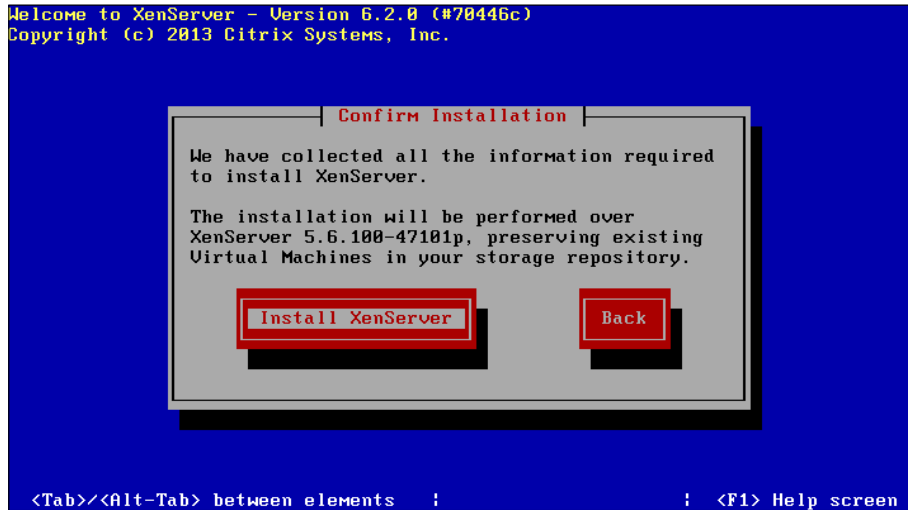 Welcome to XenServer - Version 6.2.0 (#70446c)
Copyright (c) 2013 Citrix Systems, Inc.
Confirm Installation
We have collected all the information required
to install XenServer.
The installation will be performed over
XenServer 5.6.100-47101p, preserving existing
Virtual Machines in your storage repository.
Install XenServer Back
<Tab>/<Alt-Tab> between elements ¦ ¦ <F1> Help screen